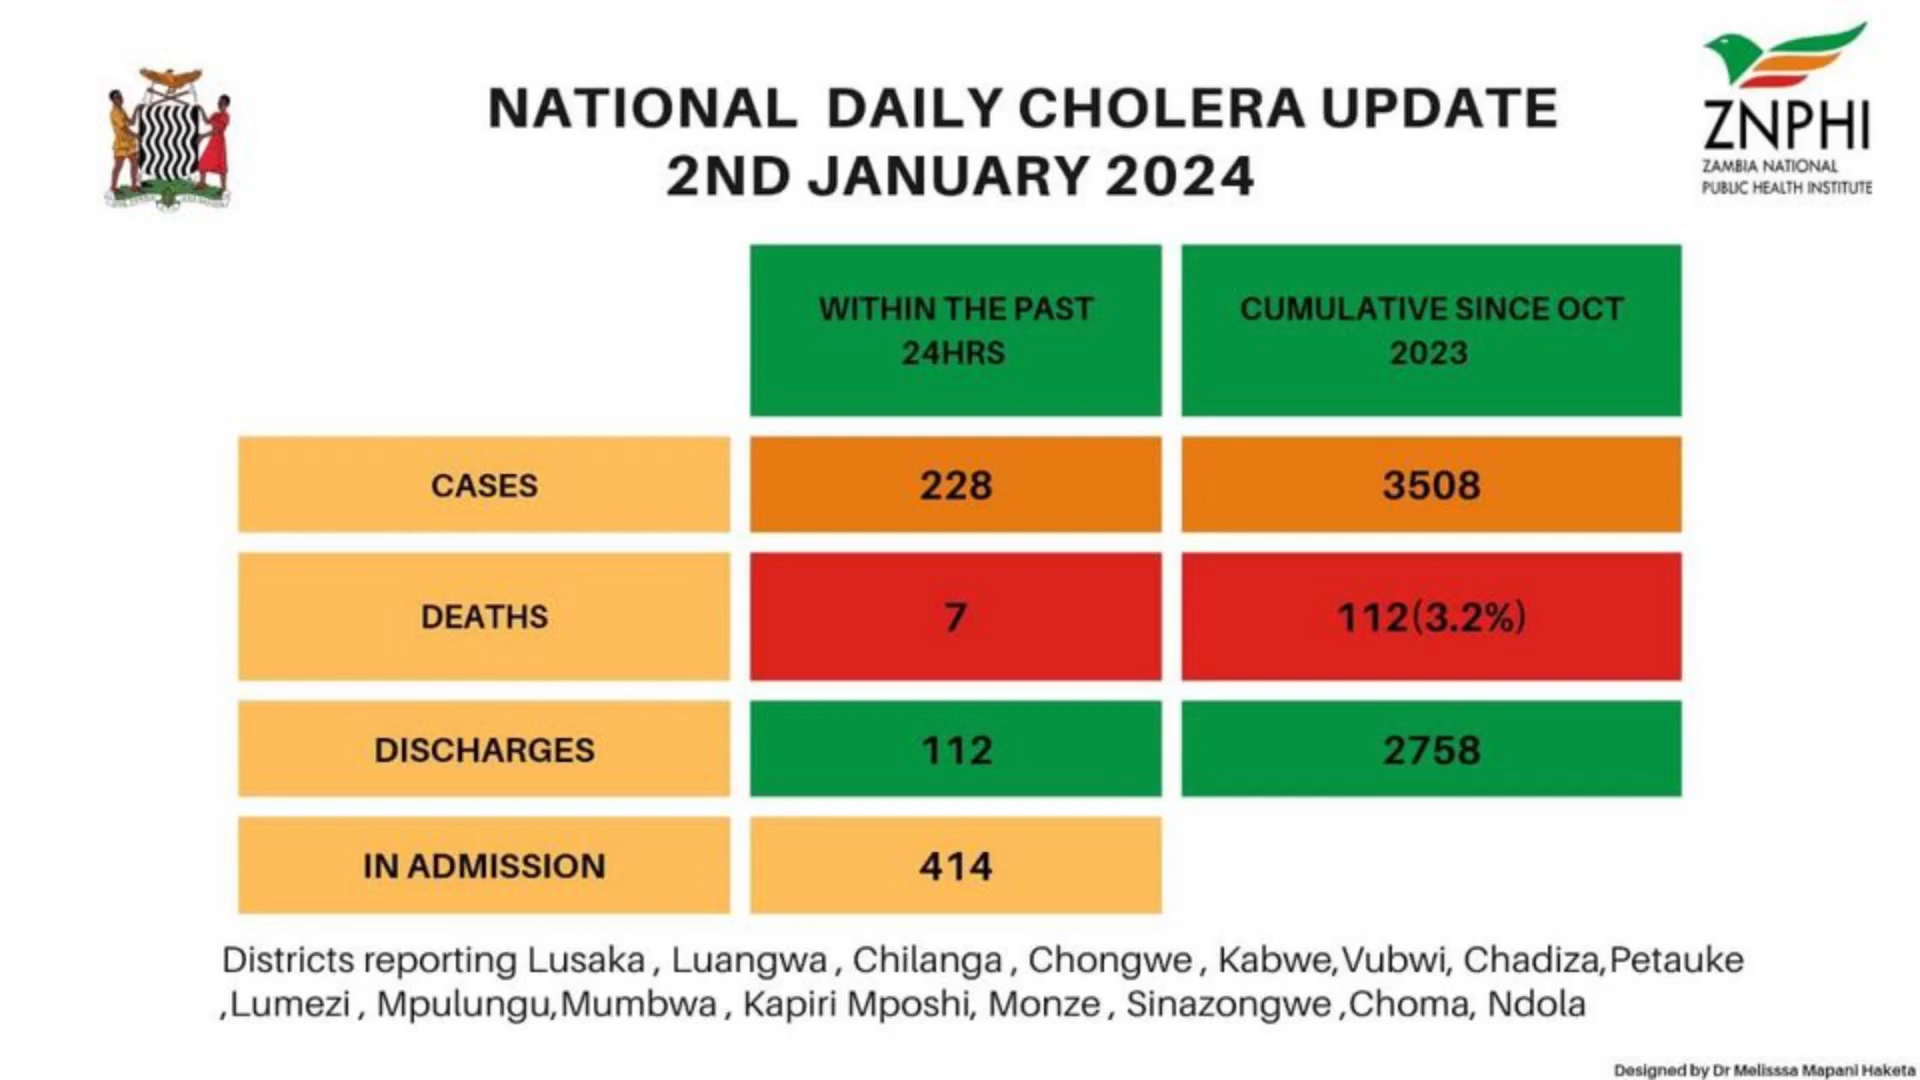 NATIONAL DAILY CHOLERA UPDATE
2ND JANUARY 2024
ZNPHI
ZAMBIA NATIONAL
PUBLIC HEALTH INSTITUTE
WITHIN THE PAST
24HRS
CUMULATIVE SINCE OCT
2023
CASES
228
3508
DEATHS
7
112(3.2%)
DISCHARGES
112
2758
IN ADMISSION
414
Districts reporting Lusaka , Luangwa , Chilanga , Chongwe , Kabwe,Vubwi, Chadiza,Petauke
,Lumezi , Mpulungu,Mumbwa , Kapiri Mposhi, Monze , Sinazongwe ,Choma, Ndola
Designed by Dr Melisssa Mapani Haketa